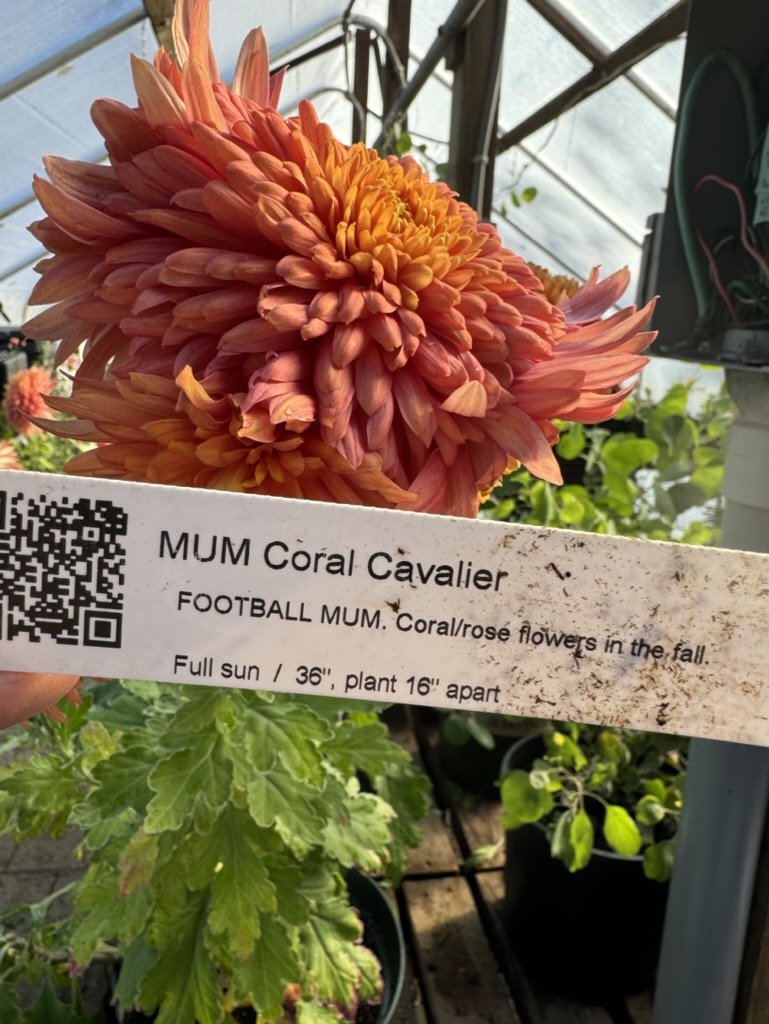 MUM Coral Cavalier
FOOTBALL MUM. Coral/rose flowers in the fall.
Full sun / 36", plant 16" apart